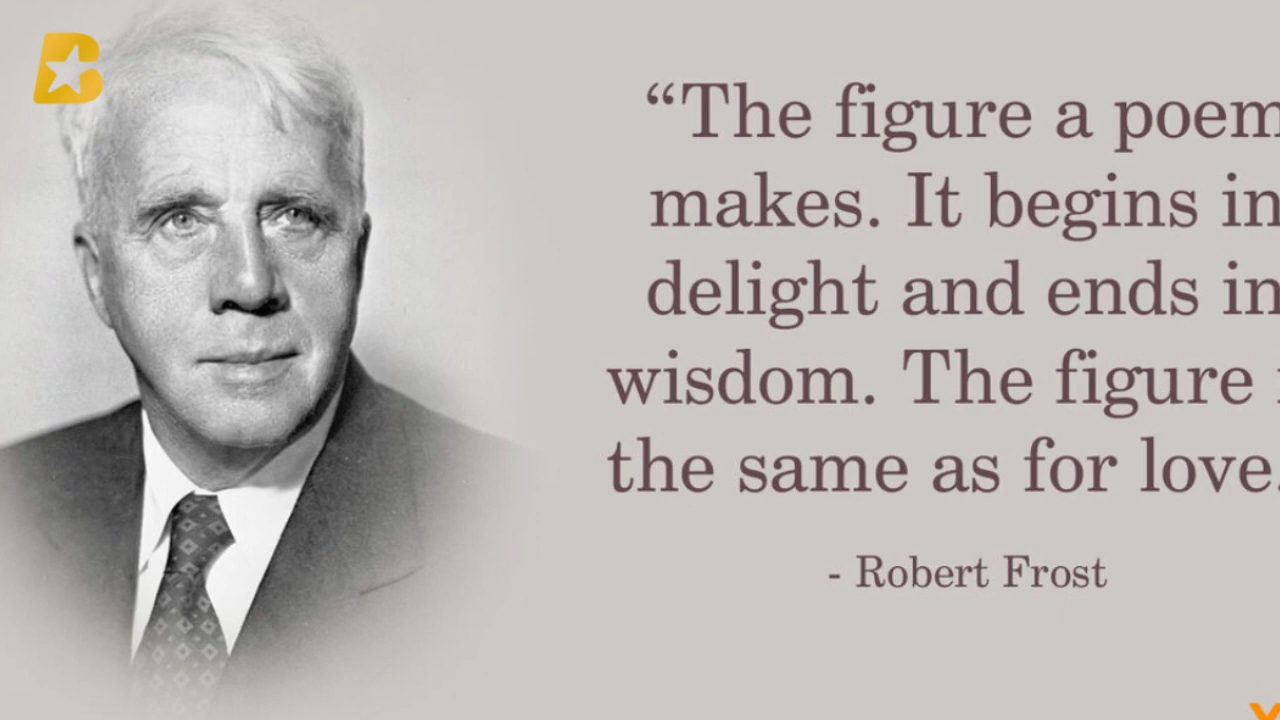 B
“The figure a poem
makes. It begins in
delight and ends in
wisdom. The figure
the same as for love.
- Robert Frost